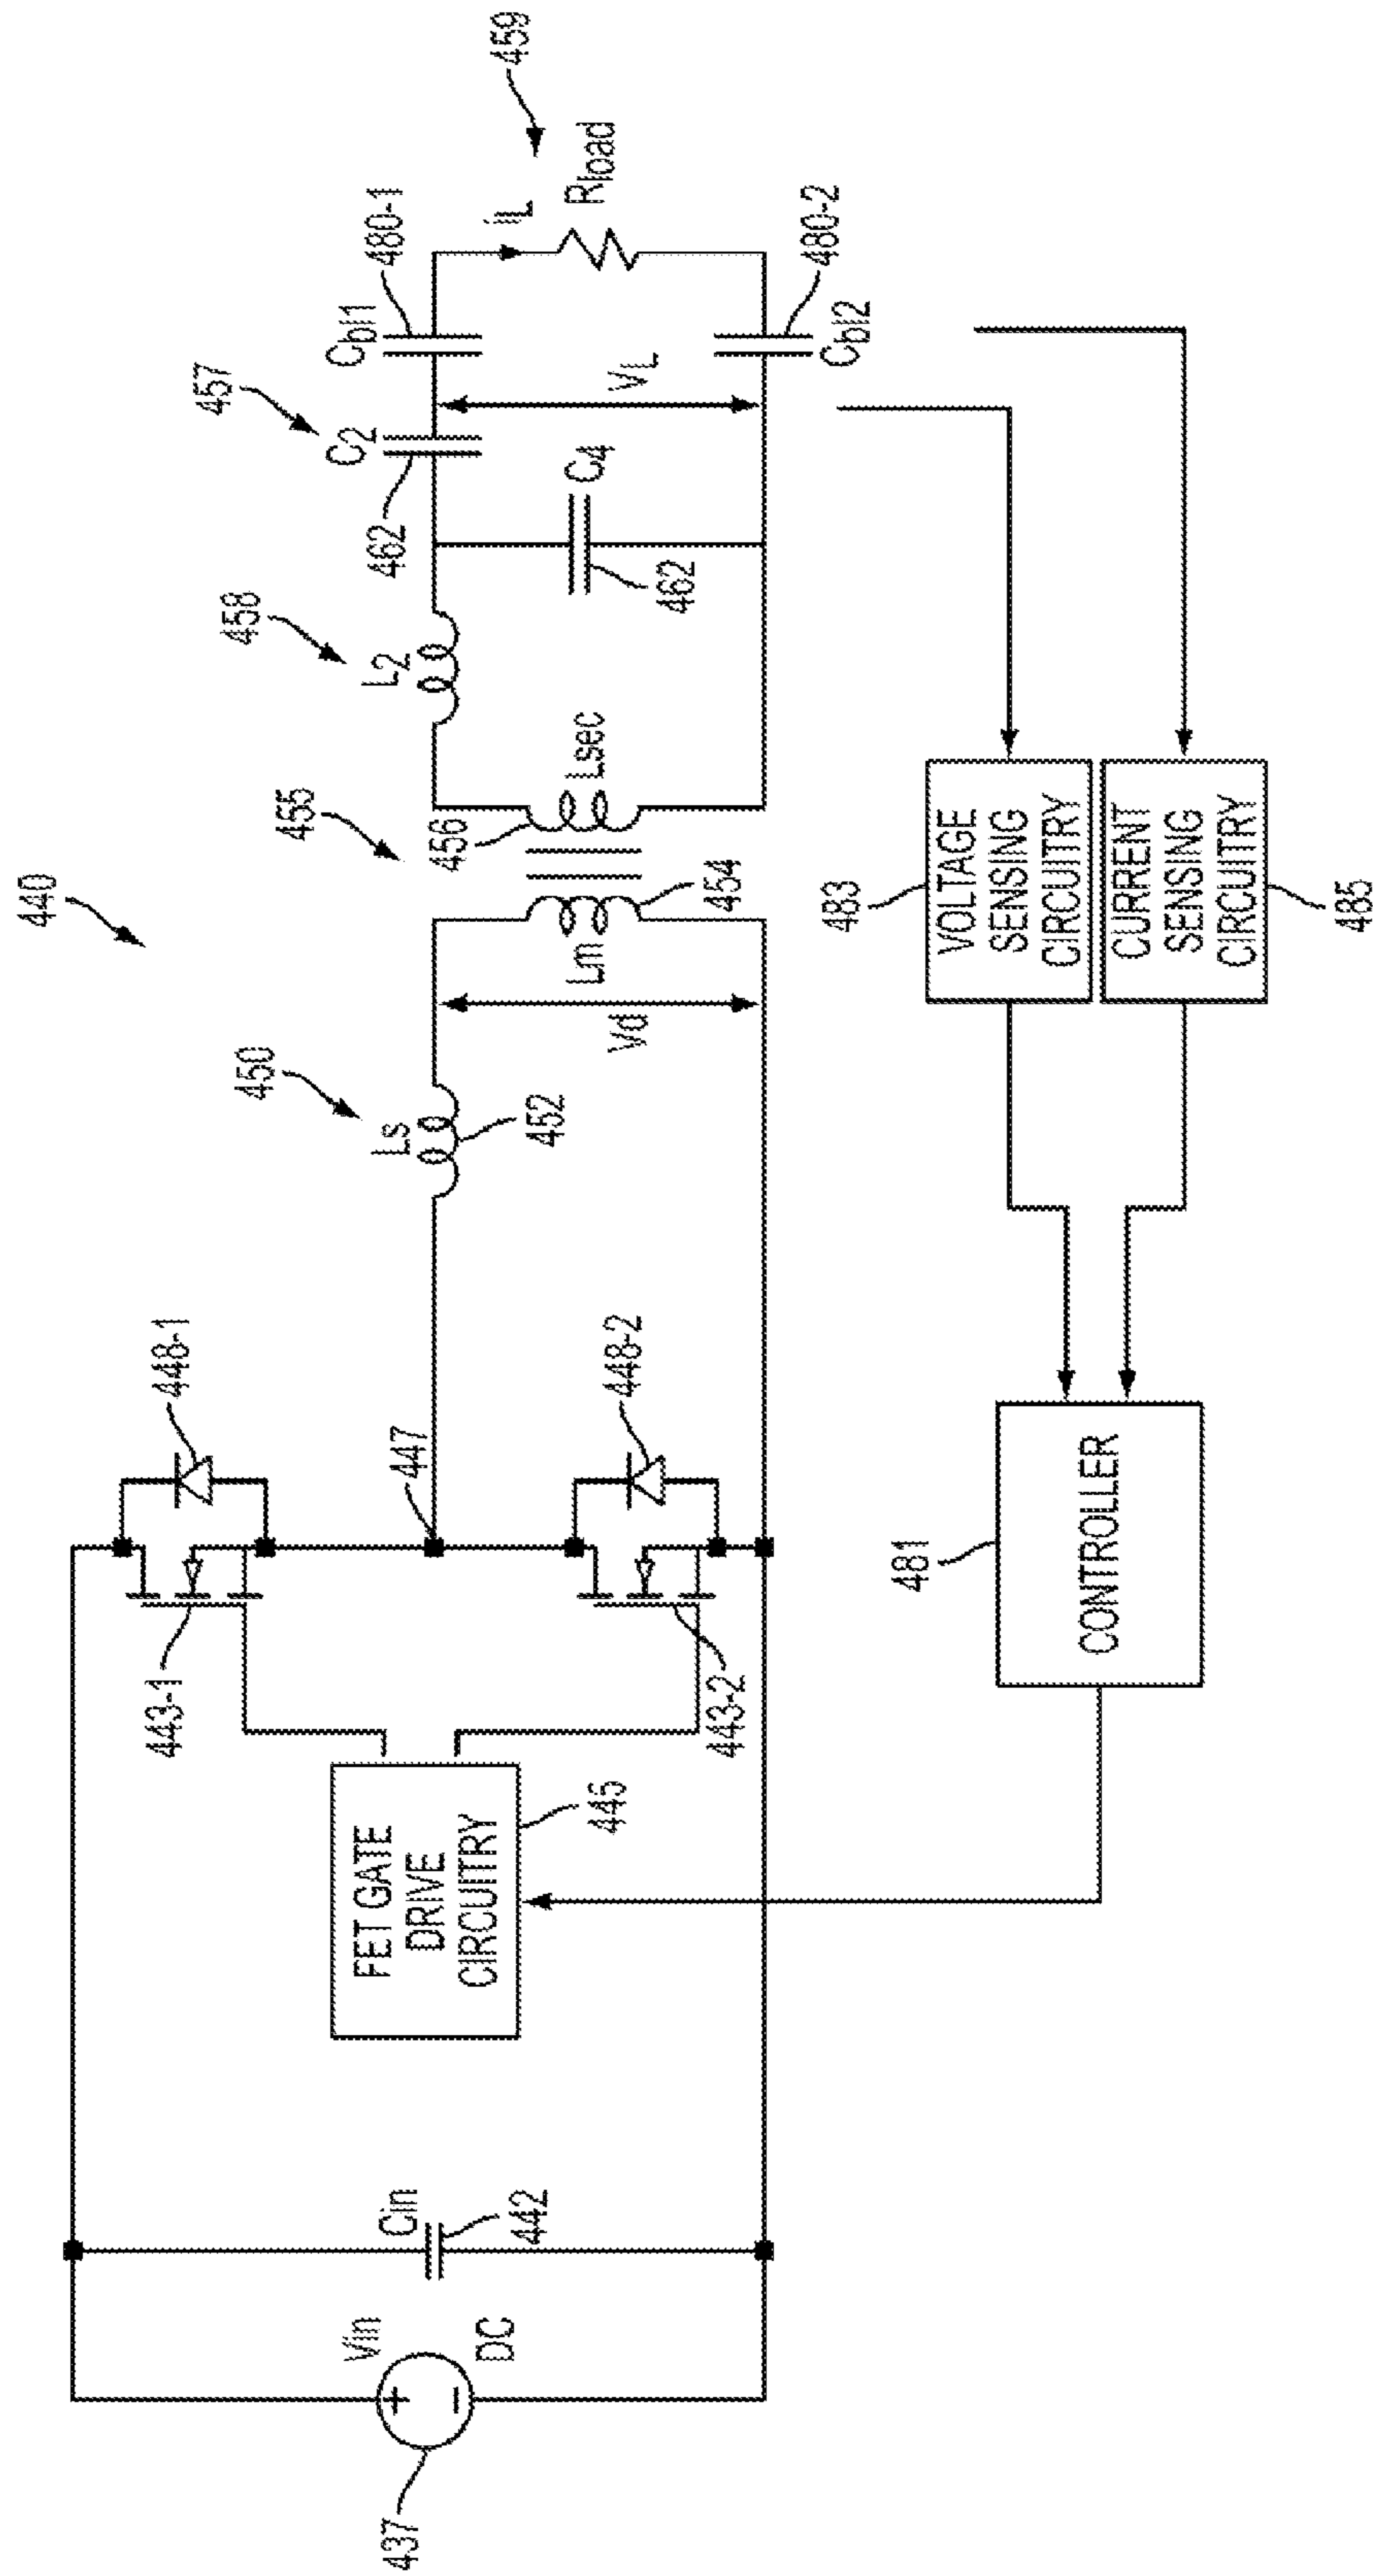 440
437
Vin
DC
Cin
442
FET GATE
DRIVE
CIRCUITRY
445
443-1
448-1
447
443-2
448-2
450
Ls
452
Vd
455
Lm
454
456
Lsec
458
L2
457
C2
462
C4
462
VL
Cbl1
480-1
iL
Rload
459
Cbl2
480-2
CONTROLLER
481
VOLTAGE
SENSING
CIRCUITRY
483
CURRENT
SENSING
CIRCUITRY
485